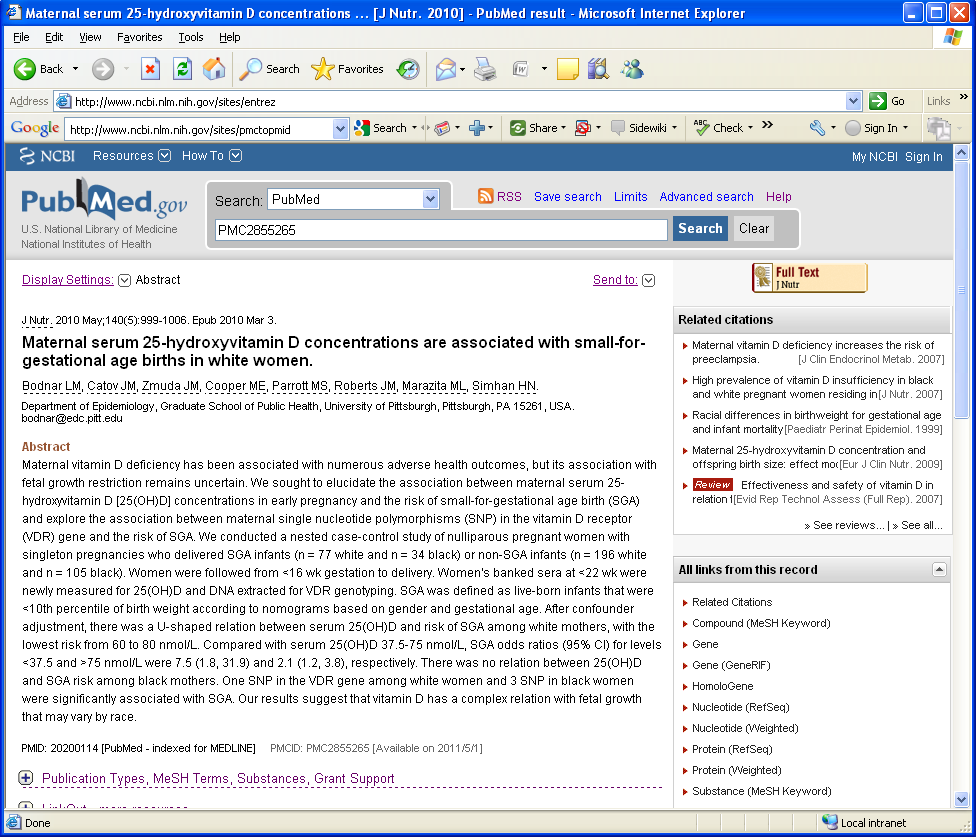 Maternal serum 25-hydroxyvitamin D concentrations ... [J Nutr. 2010] - PubMed result - Microsoft Internet Explorer
File Edit View Favorites Tools Help
Back Search Favorites
Address http://www.ncbi.nlm.nih.gov/sites/entrez Go Links »
Google http://www.ncbi.nlm.nih.gov/sites/pmctopmid Search Share Sidewiki ABC Check » Sign In
NCBI Resources How To My NCBI Sign In
PubMed.gov
U.S. National Library of Medicine
National Institutes of Health
Search: PubMed
RSS Save search Limits Advanced search Help
PMC2855265 Search Clear
Display Settings: Abstract Send to:
J Nutr. 2010 May;140(5):999-1006. Epub 2010 Mar 3.
Maternal serum 25-hydroxyvitamin D concentrations are associated with small-for-
gestational age births in white women.
Bodnar LM, Catov JM, Zmuda JM, Cooper ME, Parrott MS, Roberts JM, Marazita ML, Simhan HN.
Department of Epidemiology, Graduate School of Public Health, University of Pittsburgh, Pittsburgh, PA 15261, USA.
bodnar@edc.pitt.edu
Abstract
Maternal vitamin D deficiency has been associated with numerous adverse health outcomes, but its association with
fetal growth restriction remains uncertain. We sought to elucidate the association between maternal serum 25-
hydroxyvitamin D [25(OH)D] concentrations in early pregnancy and the risk of small-for-gestational age birth (SGA)
and explore the association between maternal single nucleotide polymorphisms (SNP) in the vitamin D receptor
(VDR) gene and the risk of SGA. We conducted a nested case-control study of nulliparous pregnant women with
singleton pregnancies who delivered SGA infants (n = 77 white and n = 34 black) or non-SGA infants (n = 196 white
and n = 105 black). Women were followed from <16 wk gestation to delivery. Women's banked sera at <22 wk were
newly measured for 25(OH)D and DNA extracted for VDR genotyping. SGA was defined as live-born infants that were
<10th percentile of birth weight according to nomograms based on gender and gestational age. After confounder
adjustment, there was a U-shaped relation between serum 25(OH)D and risk of SGA among white mothers, with the
lowest risk from 60 to 80 nmol/L. Compared with serum 25(OH)D 37.5-75 nmol/L, SGA odds ratios (95% CI) for levels
<37.5 and >75 nmol/L were 7.5 (1.8, 31.9) and 2.1 (1.2, 3.8), respectively. There was no relation between 25(OH)D
and SGA risk among black mothers. One SNP in the VDR gene among white women and 3 SNP in black women
were significantly associated with SGA. Our results suggest that vitamin D has a complex relation with fetal growth
that may vary by race.
PMID: 20200114 [PubMed - indexed for MEDLINE] PMCID: PMC2855265 [Available on 2011/5/1]
Publication Types, MeSH Terms, Substances, Grant Support
LinkOut - more resources
Full Text
J Nutr
Related citations
Maternal vitamin D deficiency increases the risk of
preeclampsia. [J Clin Endocrinol Metab. 2007]
High prevalence of vitamin D insufficiency in black
and white pregnant women residing in [J Nutr. 2007]
Racial differences in birthweight for gestational age
and infant mortality [Paediatr Perinat Epidemiol. 1999]
Maternal 25-hydroxyvitamin D concentration and
offspring birth size: effect mo [Eur J Clin Nutr. 2009]
Review Effectiveness and safety of vitamin D in
relation t [Evid Rep Technol Assess (Full Rep). 2007]
» See reviews... | » See all...
All links from this record
Related Citations
Compound (MeSH Keyword)
Gene
Gene (GeneRIF)
HomoloGene
Nucleotide (RefSeq)
Nucleotide (Weighted)
Protein (RefSeq)
Protein (Weighted)
Substance (MeSH Keyword)
Done Local intranet